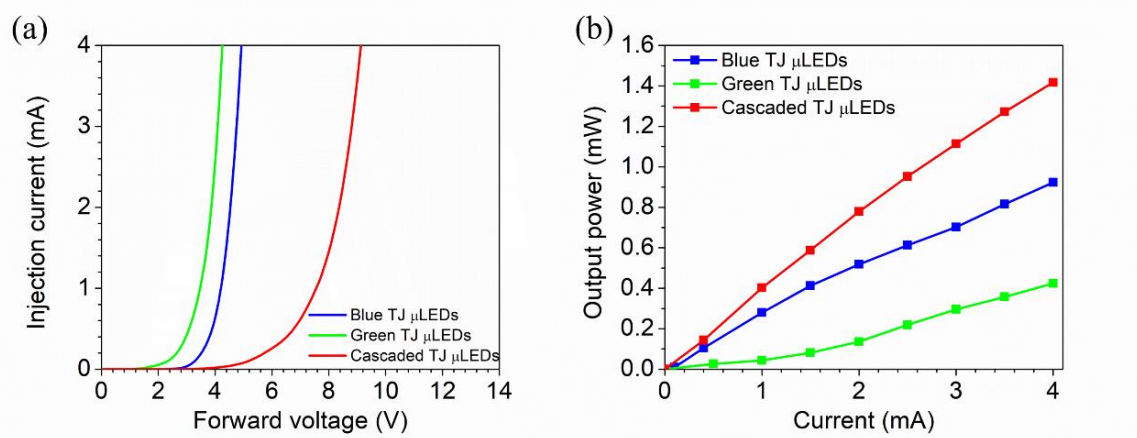 (a)
4
3
2
1
0
0 2 4 6 8 10 12 14
Injection current (mA)
Forward voltage (V)
Blue TJ μLEDs
Green TJ μLEDs
Cascaded TJ μLEDs
(b)
1.6
1.4
1.2
1.0
0.8
0.6
0.4
0.2
0.0
0 1 2 3 4
Output power (mW)
Current (mA)
Blue TJ μLEDs
Green TJ μLEDs
Cascaded TJ μLEDs